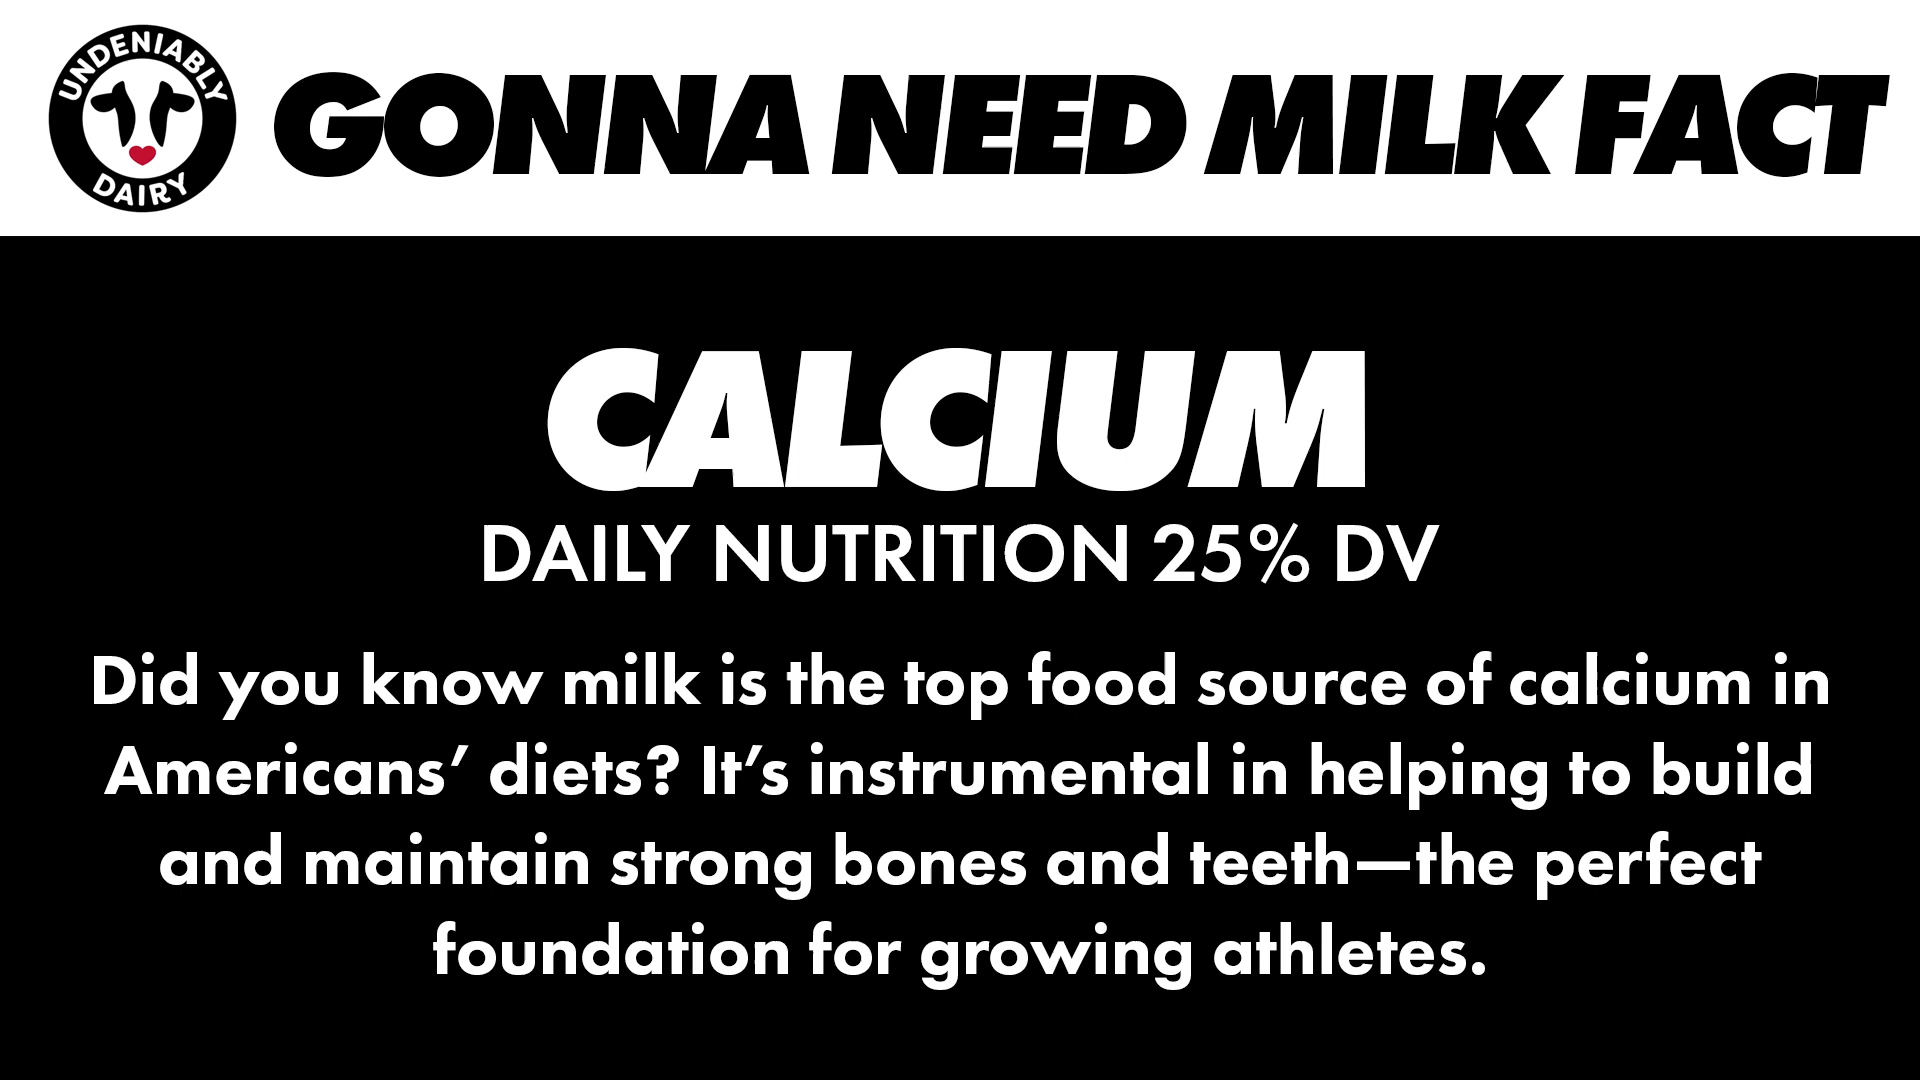 UNDENIABLY
DAIRY
GONNA NEED MILK FACT
CALCIUM
DAILY NUTRITION 25% DV
Did you know milk is the top food source of calcium in
Americans’ diets? It’s instrumental in helping to build
and maintain strong bones and teeth—the perfect
foundation for growing athletes.